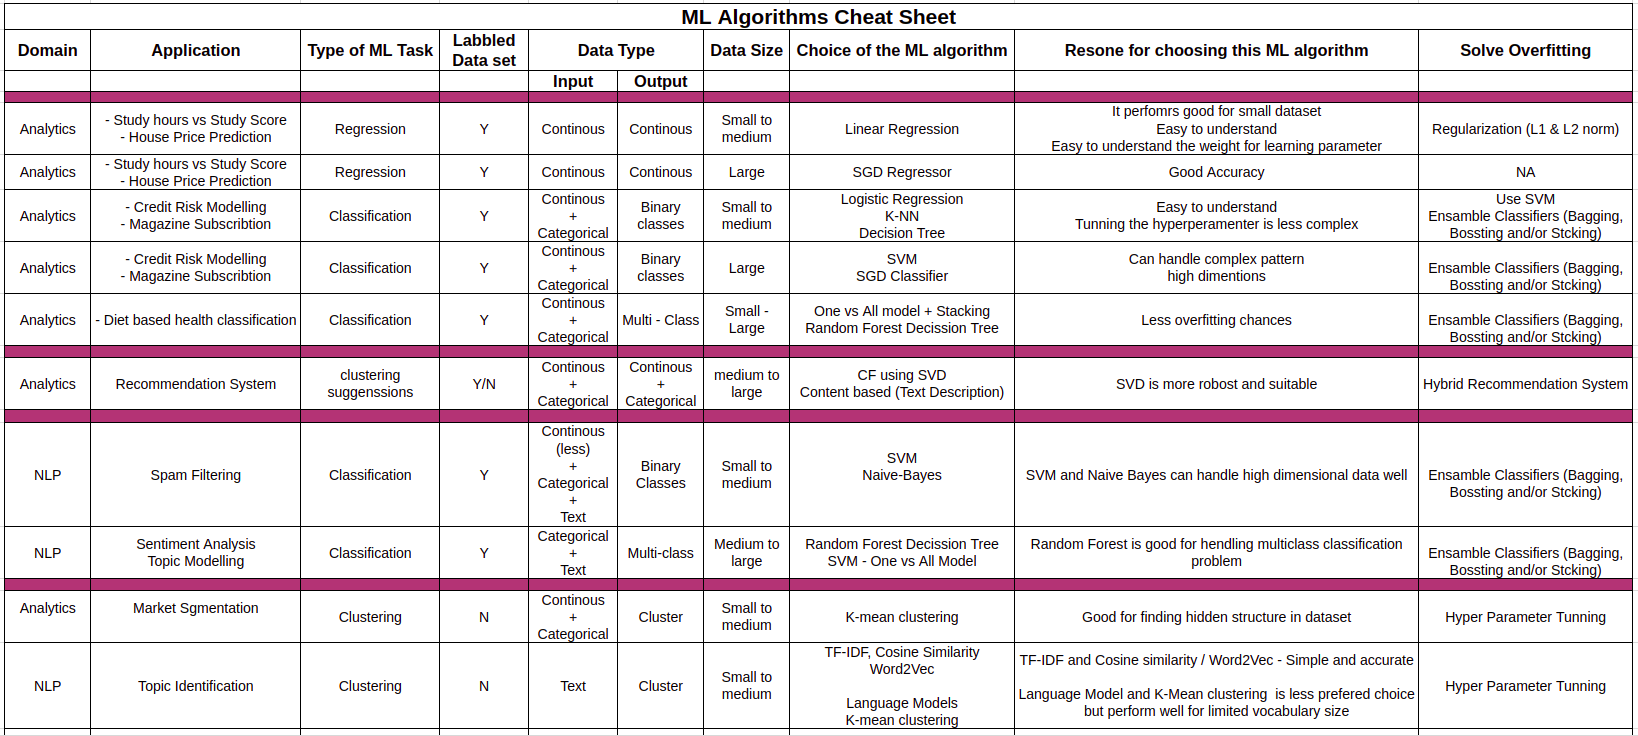 ML Algorithms Cheat Sheet
Domain
Application
Type of ML Task
Labbled
Data set
Data Type
Data Size
Choice of the ML algorithm
Resone for choosing this ML algorithm
Solve Overfitting
Input
Output
Analytics
- Study hours vs Study Score
- House Price Prediction
Regression
Y
Continous
Continous
Small to
medium
Linear Regression
It perfomrs good for small dataset
Easy to understand
Easy to understand the weight for learning parameter
Regularization (L1 & L2 norm)
Analytics
- Study hours vs Study Score
- House Price Prediction
Regression
Y
Continous
Continous
Large
SGD Regressor
Good Accuracy
NA
Analytics
- Credit Risk Modelling
- Magazine Subscribtion
Classification
Y
Continous
+
Categorical
Binary
classes
Small to
medium
Logistic Regression
K-NN
Decision Tree
Easy to understand
Tunning the hyperperamenter is less complex
Use SVM
Ensamble Classifiers (Bagging,
Bossting and/or Stcking)
Analytics
- Credit Risk Modelling
- Magazine Subscribtion
Classification
Y
Continous
+
Categorical
Binary
classes
Large
SVM
SGD Classifier
Can handle complex pattern
high dimentions
Ensamble Classifiers (Bagging,
Bossting and/or Stcking)
Analytics
- Diet based health classification
Classification
Y
Continous
+
Categorical
Multi - Class
Small -
Large
One vs All model + Stacking
Random Forest Decission Tree
Less overfitting chances
Ensamble Classifiers (Bagging,
Bossting and/or Stcking)
Analytics
Recommendation System
clustering
suggenssions
Y/N
Continous
+
Categorical
Continous
+
Categorical
medium to
large
CF using SVD
Content based (Text Description)
SVD is more robost and suitable
Hybrid Recommendation System
NLP
Spam Filtering
Classification
Y
Continous
(less)
+
Categorical
+
Text
Binary
Classes
Small to
medium
SVM
Naive-Bayes
SVM and Naive Bayes can handle high dimensional data well
Ensamble Classifiers (Bagging,
Bossting and/or Stcking)
NLP
Sentiment Analysis
Topic Modelling
Classification
Y
Categorical
+
Text
Multi-class
Medium to
large
Random Forest Decission Tree
SVM - One vs All Model
Random Forest is good for hendling multiclass classification
problem
Ensamble Classifiers (Bagging,
Bossting and/or Stcking)
Analytics
Market Sgmentation
Clustering
N
Continous
+
Categorical
Cluster
Small to
medium
K-mean clustering
Good for finding hidden structure in dataset
Hyper Parameter Tunning
NLP
Topic Identification
Clustering
N
Text
Cluster
Small to
medium
TF-IDF, Cosine Similarity
Word2Vec
Language Models
K-mean clustering
TF-IDF and Cosine similarity / Word2Vec - Simple and accurate
Language Model and K-Mean clustering  is less prefered choice
but perform well for limited vocabulary size
Hyper Parameter Tunning